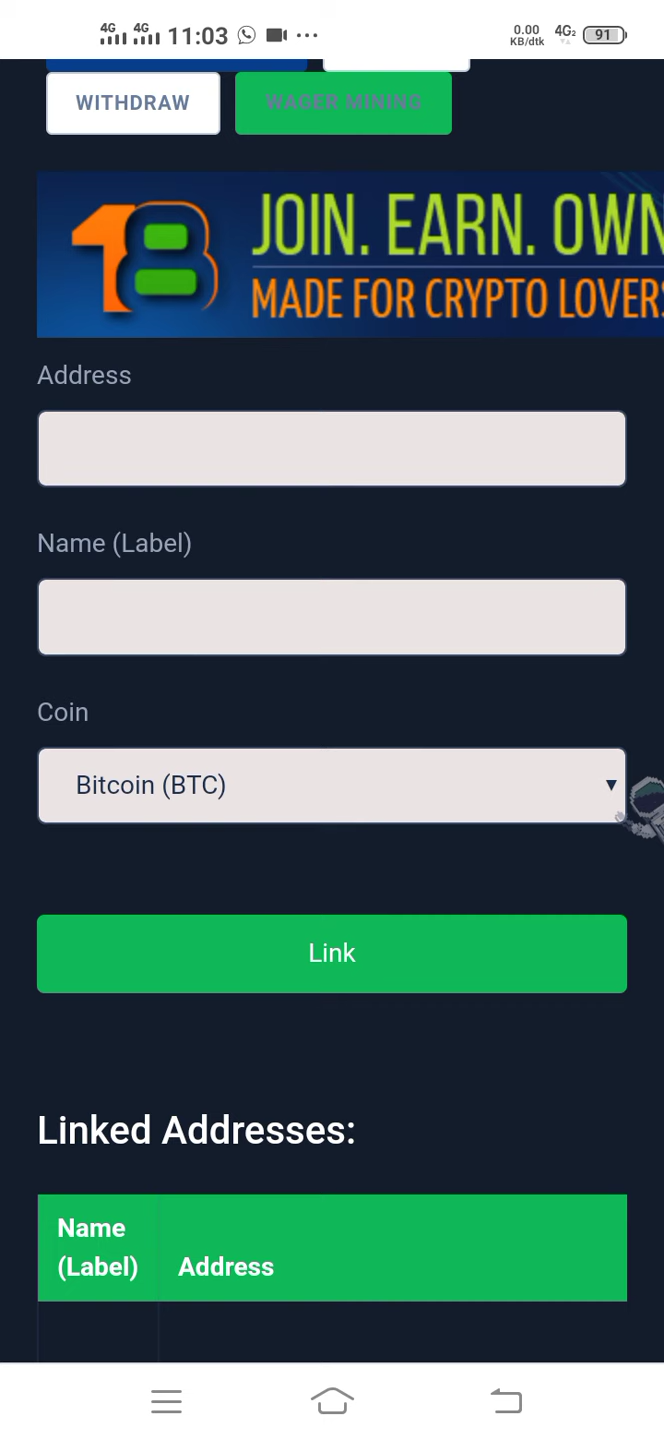 4G 4G 11:03 0.00 KB/dtk 4G2 91
WITHDRAW WAGER MINING
1B JOIN. EARN. OWN
MADE FOR CRYPTO LOVERS
Address
Name (Label)
Coin
Bitcoin (BTC)
Link
Linked Addresses:
Name
(Label) Address